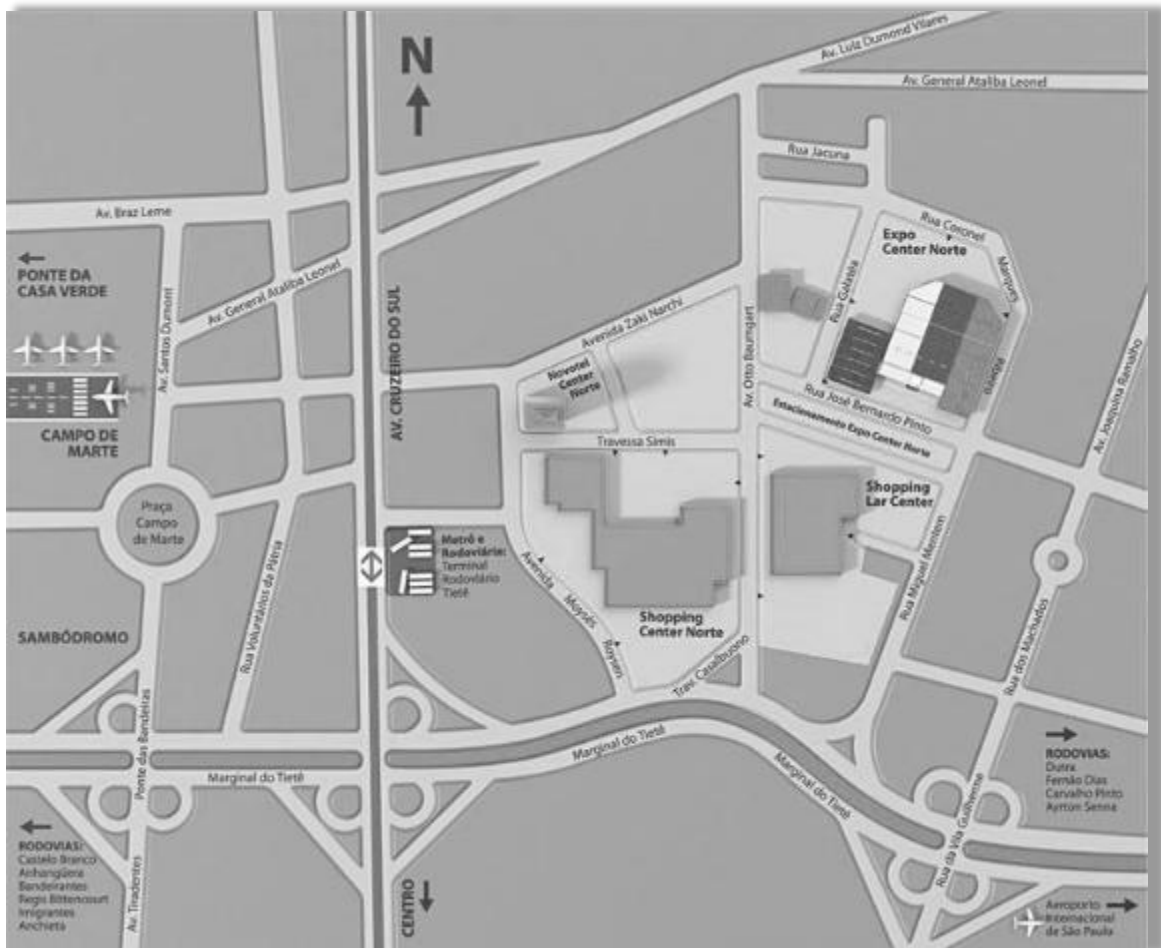 N
Av. Luiz Dumond Vilares
Av. General Ataliba Leonel
Rua Jacuna
Av. Braz Leme
Rua Coronel
Marques
Ribeiro
Expo
Center Norte
PONTE DA
CASA VERDE
Av. General Ataliba Leonel
Av. Santos Dumont
AV. CRUZEIRO DO SUL
Avenida Zaki Narchi
Rua Galatéa
Av. Otto Baumgart
Novotel
Center
Norte
Rua José Bernardo Pinto
Estacionamento Expo Center Norte
Av. Joaquina Ramalho
CAMPO DE
MARTE
Travessa Simis
Praça
Campo
de Marte
Shopping
Lar Center
Metrô e
Rodoviária:
Terminal
Rodoviário
Tietê
Avenida
Moysés
Roysen
Rua Miguel Mentem
Rua Voluntários da Pátria
SAMBÓDROMO
Shopping
Center Norte
Trav. Casalbuono
Rua dos Machados
Ponte das Bandeiras
Marginal do Tietê
Marginal do Tietê
Marginal do Tietê
RODOVIAS:
Dutra
Fernão Dias
Carvalho Pinto
Ayrton Senna
Rua da Vila Guilherme
RODOVIAS:
Castelo Branco
Anhangüera
Bandeirantes
Regis Bittencourt
Imigrantes
Anchieta
Av. Tiradentes
CENTRO
Aeroporto
Internacional
de São Paulo